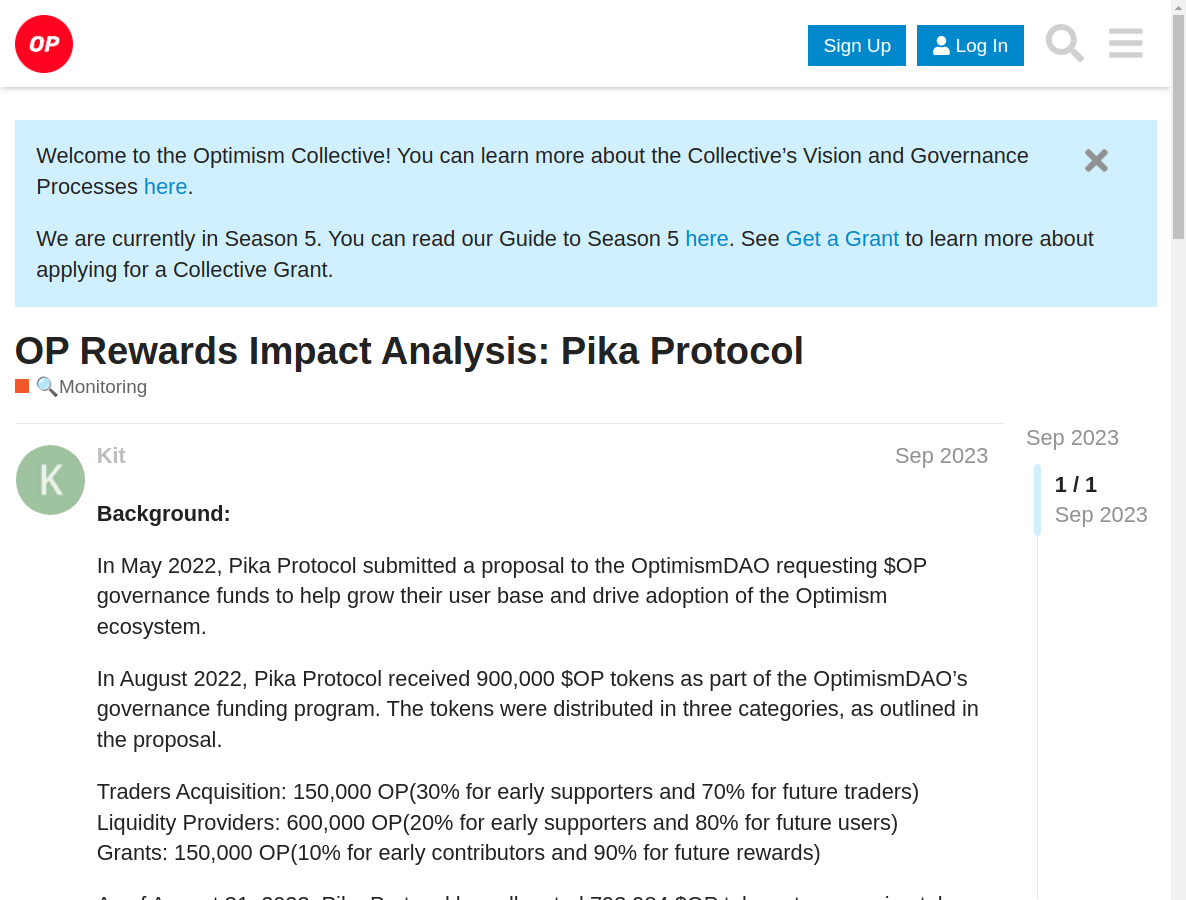 OP
Sign Up
Log In
Welcome to the Optimism Collective! You can learn more about the Collective’s Vision and Governance
Processes here.
We are currently in Season 5. You can read our Guide to Season 5 here. See Get a Grant to learn more about
applying for a Collective Grant.
OP Rewards Impact Analysis: Pika Protocol
Monitoring
K
Kit
Sep 2023
Sep 2023
1 / 1
Sep 2023
Background:
In May 2022, Pika Protocol submitted a proposal to the OptimismDAO requesting $OP
governance funds to help grow their user base and drive adoption of the Optimism
ecosystem.
In August 2022, Pika Protocol received 900,000 $OP tokens as part of the OptimismDAO’s
governance funding program. The tokens were distributed in three categories, as outlined in
the proposal.
Traders Acquisition: 150,000 OP(30% for early supporters and 70% for future traders)
Liquidity Providers: 600,000 OP(20% for early supporters and 80% for future users)
Grants: 150,000 OP(10% for early contributors and 90% for future rewards)